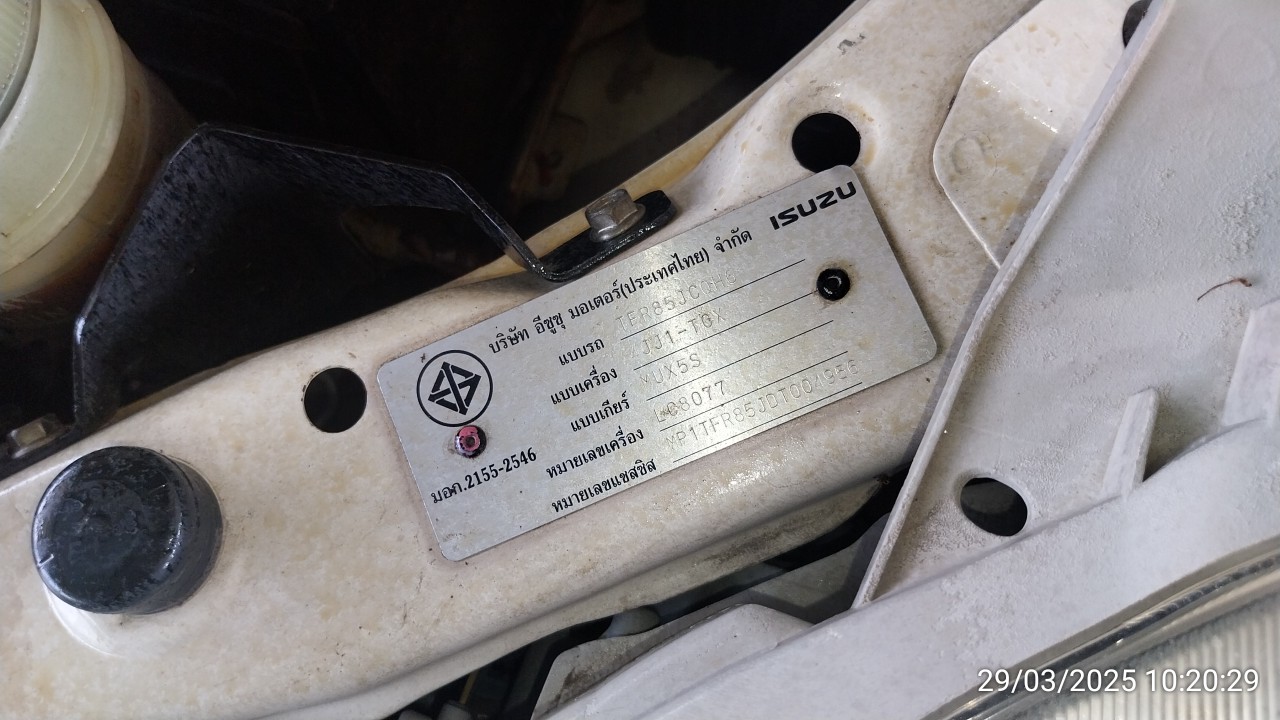 ISUZU
บริษัท อีซูซุ มอเตอร์(ประเทศไทย) จำกัด
แบบรถ
แบบเครื่อง 4JJ1-TCX
แบบเกียร์ MUX5S
หมายเลขเครื่อง LC8077
หมายเลขแชสซิส
มอก.2155-2546
29/03/2025 10:20:29